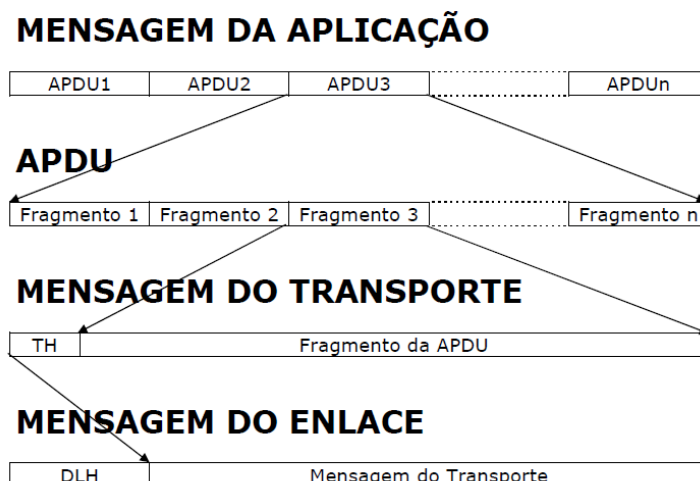 MENSAGEM DA APLICAÇÃO
APDU1 APDU2 APDU3 APDUn
APDU
Fragmento 1 Fragmento 2 Fragmento 3 Fragmento n
MENSAGEM DO TRANSPORTE
TH Fragmento da APDU
MENSAGEM DO ENLACE
DLH Mensagem do Transporte